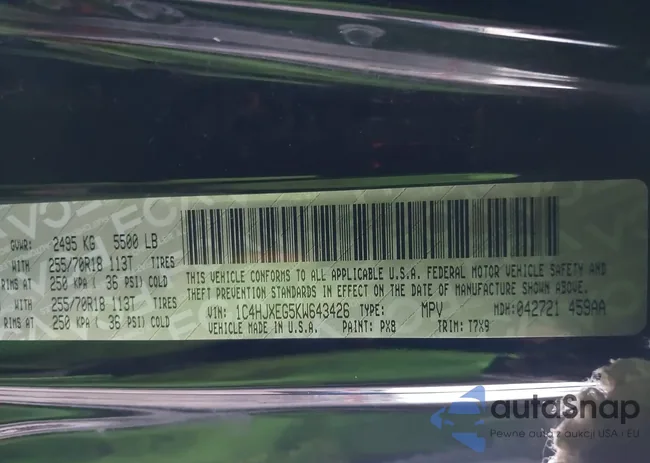 GVWR: 2495 KG 5500 LB
WITH 255/70R18 113T TIRES
RIMS AT 250 KPA ( 36 PSI) COLD
WITH 255/70R18 113T TIRES
RIMS AT 250 KPA ( 36 PSI) COLD
THIS VEHICLE CONFORMS TO ALL APPLICABLE U.S.A. FEDERAL MOTOR VEHICLE SAFETY AND
THEFT PREVENTION STANDARDS IN EFFECT ON THE DATE OF MANUFACTURE SHOWN ABOVE.
VIN: 1C4HJXEG5KW643426 TYPE: MPV MDH: 042721 459AA
VEHICLE MADE IN U.S.A. PAINT: PX8 TRIM: T7X9
autoSnap
Pewne auto z aukcji USA i EU